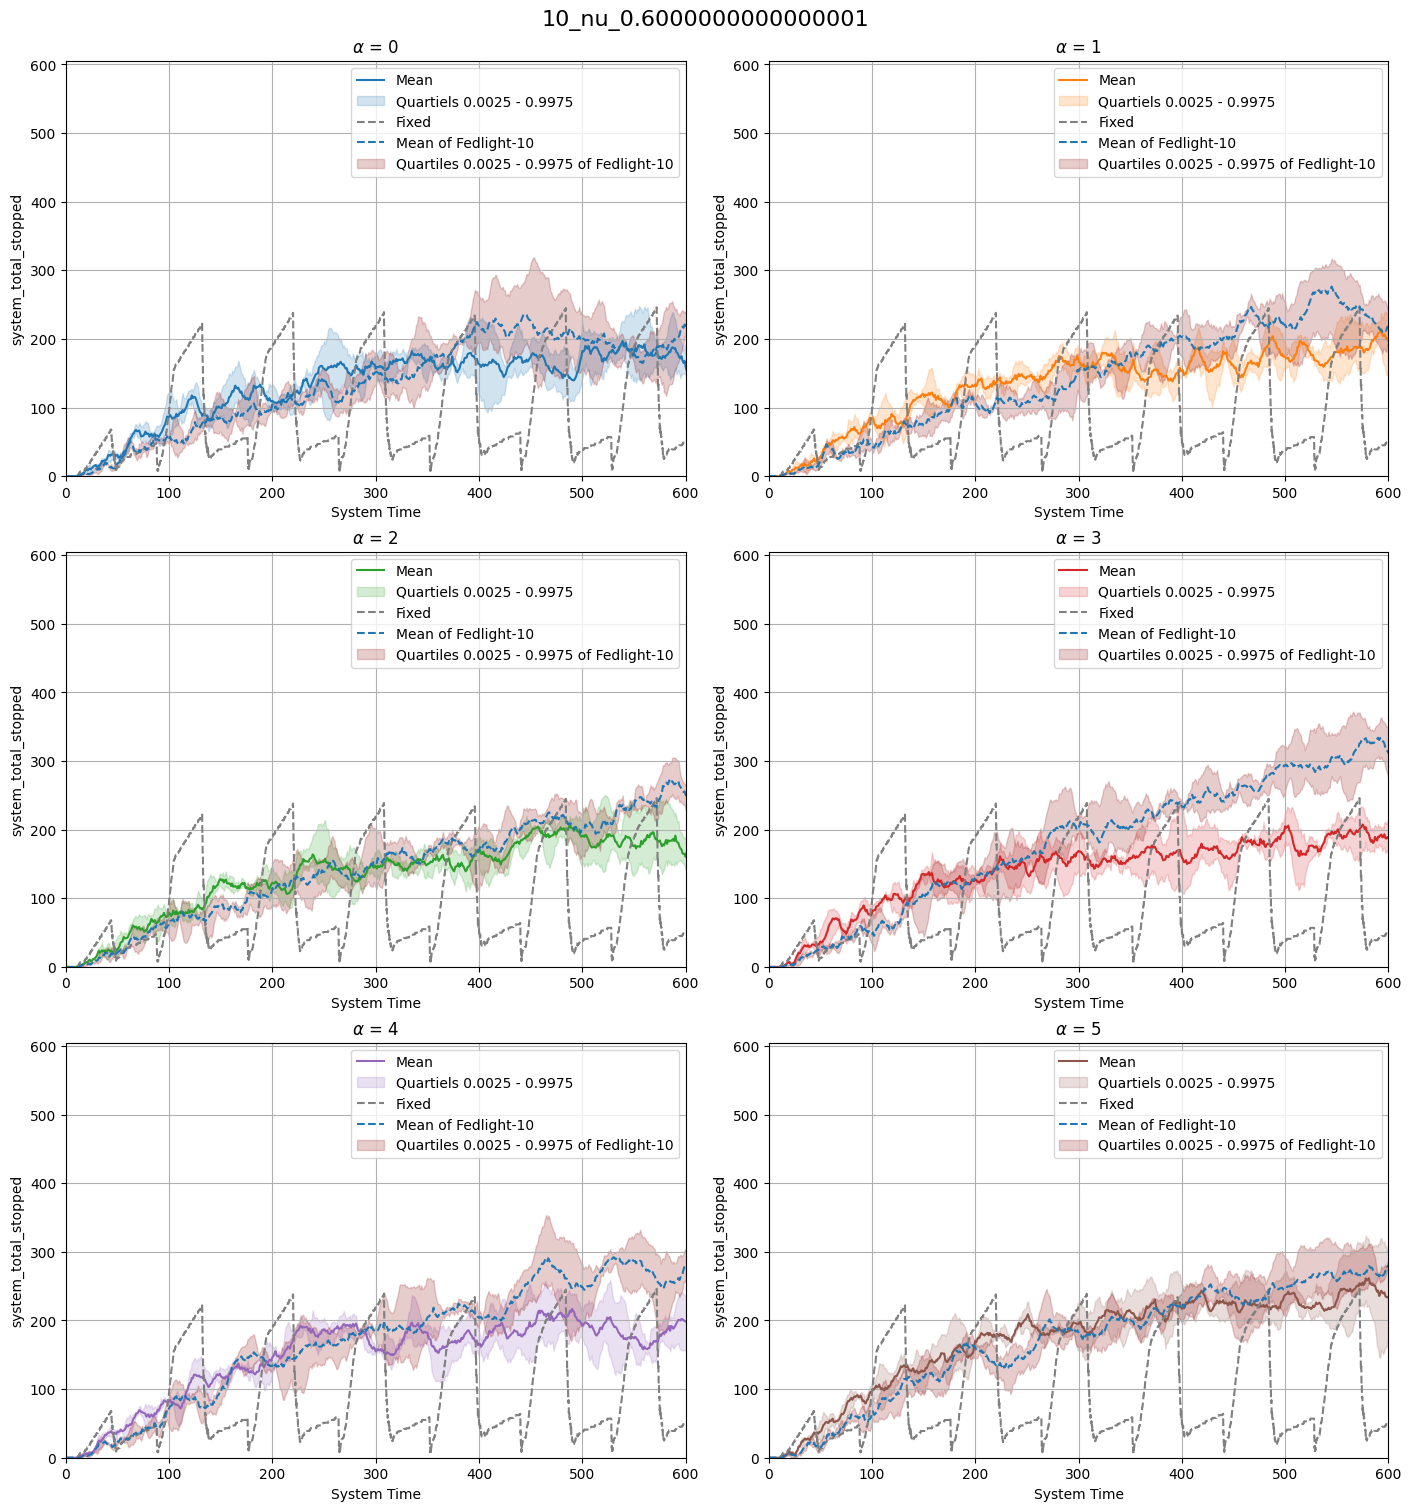 10_nu_0.6000000000000001
α = 0
600
500
400
300
200
100
0
system_total_stopped
Mean
Quartiels 0.0025 - 0.9975
Fixed
Mean of Fedlight-10
Quartiles 0.0025 - 0.9975 of Fedlight-10
0 100 200 300 400 500 600
System Time
α = 1
600
500
400
300
200
100
0
system_total_stopped
Mean
Quartiels 0.0025 - 0.9975
Fixed
Mean of Fedlight-10
Quartiles 0.0025 - 0.9975 of Fedlight-10
0 100 200 300 400 500 600
System Time
α = 2
600
500
400
300
200
100
0
system_total_stopped
Mean
Quartiels 0.0025 - 0.9975
Fixed
Mean of Fedlight-10
Quartiles 0.0025 - 0.9975 of Fedlight-10
0 100 200 300 400 500 600
System Time
α = 3
600
500
400
300
200
100
0
system_total_stopped
Mean
Quartiels 0.0025 - 0.9975
Fixed
Mean of Fedlight-10
Quartiles 0.0025 - 0.9975 of Fedlight-10
0 100 200 300 400 500 600
System Time
α = 4
600
500
400
300
200
100
0
system_total_stopped
Mean
Quartiels 0.0025 - 0.9975
Fixed
Mean of Fedlight-10
Quartiles 0.0025 - 0.9975 of Fedlight-10
0 100 200 300 400 500 600
System Time
α = 5
600
500
400
300
200
100
0
system_total_stopped
Mean
Quartiels 0.0025 - 0.9975
Fixed
Mean of Fedlight-10
Quartiles 0.0025 - 0.9975 of Fedlight-10
0 100 200 300 400 500 600
System Time